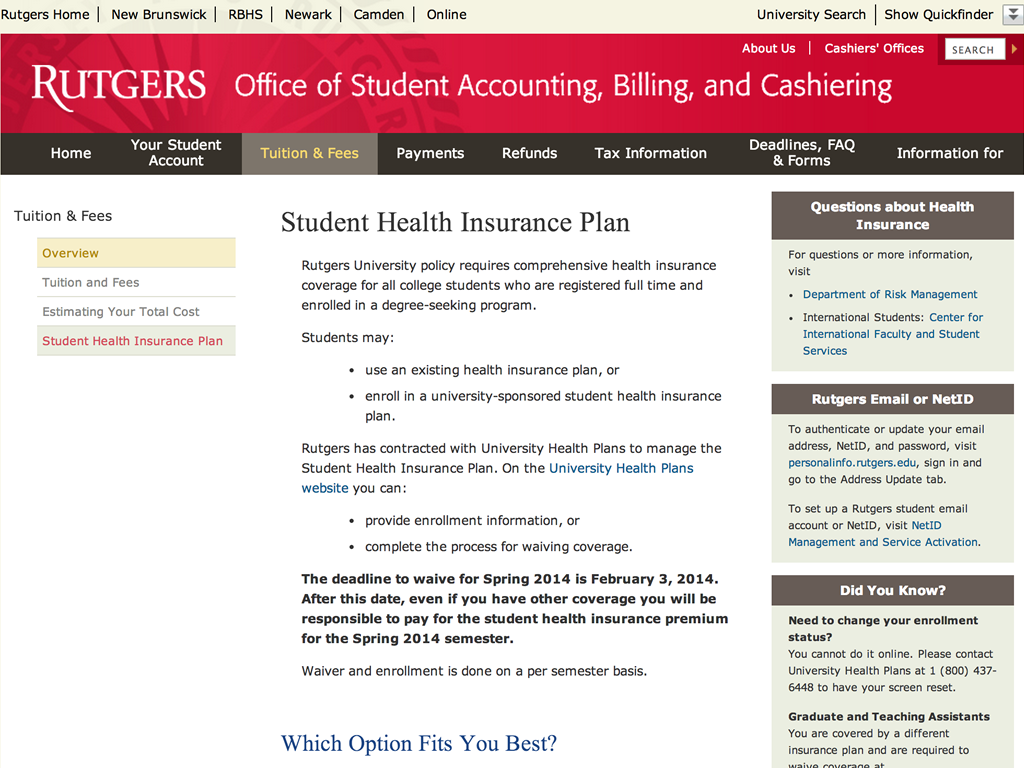 Rutgers Home | New Brunswick | RBHS | Newark | Camden | Online
University Search | Show Quickfinder
About Us | Cashiers' Offices
SEARCH
RUTGERS Office of Student Accounting, Billing, and Cashiering
Home
Your Student
Account
Tuition & Fees
Payments
Refunds
Tax Information
Deadlines, FAQ
& Forms
Information for
Tuition & Fees
Overview
Tuition and Fees
Estimating Your Total Cost
Student Health Insurance Plan
Student Health Insurance Plan
Rutgers University policy requires comprehensive health insurance
coverage for all college students who are registered full time and
enrolled in a degree-seeking program.
Students may:
• use an existing health insurance plan, or
• enroll in a university-sponsored student health insurance
plan.
Rutgers has contracted with University Health Plans to manage the
Student Health Insurance Plan. On the University Health Plans
website you can:
• provide enrollment information, or
• complete the process for waiving coverage.
The deadline to waive for Spring 2014 is February 3, 2014.
After this date, even if you have other coverage you will be
responsible to pay for the student health insurance premium
for the Spring 2014 semester.
Waiver and enrollment is done on a per semester basis.
Which Option Fits You Best?
Questions about Health
Insurance
For questions or more information,
visit
• Department of Risk Management
• International Students: Center for
International Faculty and Student
Services
Rutgers Email or NetID
To authenticate or update your email
address, NetID, and password, visit
personalinfo.rutgers.edu, sign in and
go to the Address Update tab.
To set up a Rutgers student email
account or NetID, visit NetID
Management and Service Activation.
Did You Know?
Need to change your enrollment
status?
You cannot do it online. Please contact
University Health Plans at 1 (800) 437-
6448 to have your screen reset.
Graduate and Teaching Assistants
You are covered by a different
insurance plan and are required to
waive coverage at